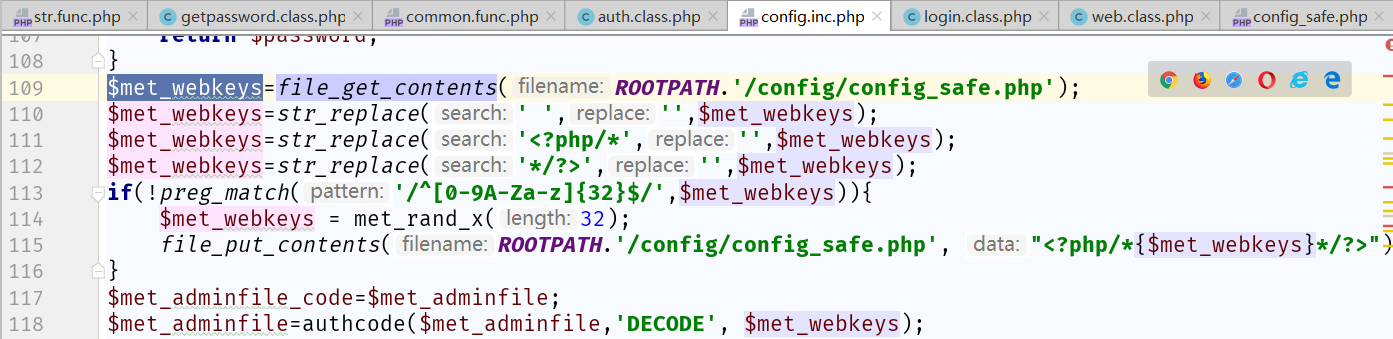 str.func.php getpassword.class.php common.func.php auth.class.php config.inc.php login.class.php web.class.php config_safe.php
107 return $password;
108 }
109 $met_webkeys=file_get_contents( filename: ROOTPATH.'/config/config_safe.php');
110 $met_webkeys=str_replace( search: ' ', replace: '',$met_webkeys);
111 $met_webkeys=str_replace( search: '<?php/*', replace: '',$met_webkeys);
112 $met_webkeys=str_replace( search: '*/?>', replace: '',$met_webkeys);
113 if(!preg_match( pattern: '/^[0-9A-Za-z]{32}$/',$met_webkeys)){
114 $met_webkeys = met_rand_x( length: 32);
115 file_put_contents( filename: ROOTPATH.'/config/config_safe.php', data: "<?php/*{$met_webkeys}*/?>")
116 }
117 $met_adminfile_code=$met_adminfile;
118 $met_adminfile=authcode($met_adminfile,'DECODE', $met_webkeys);